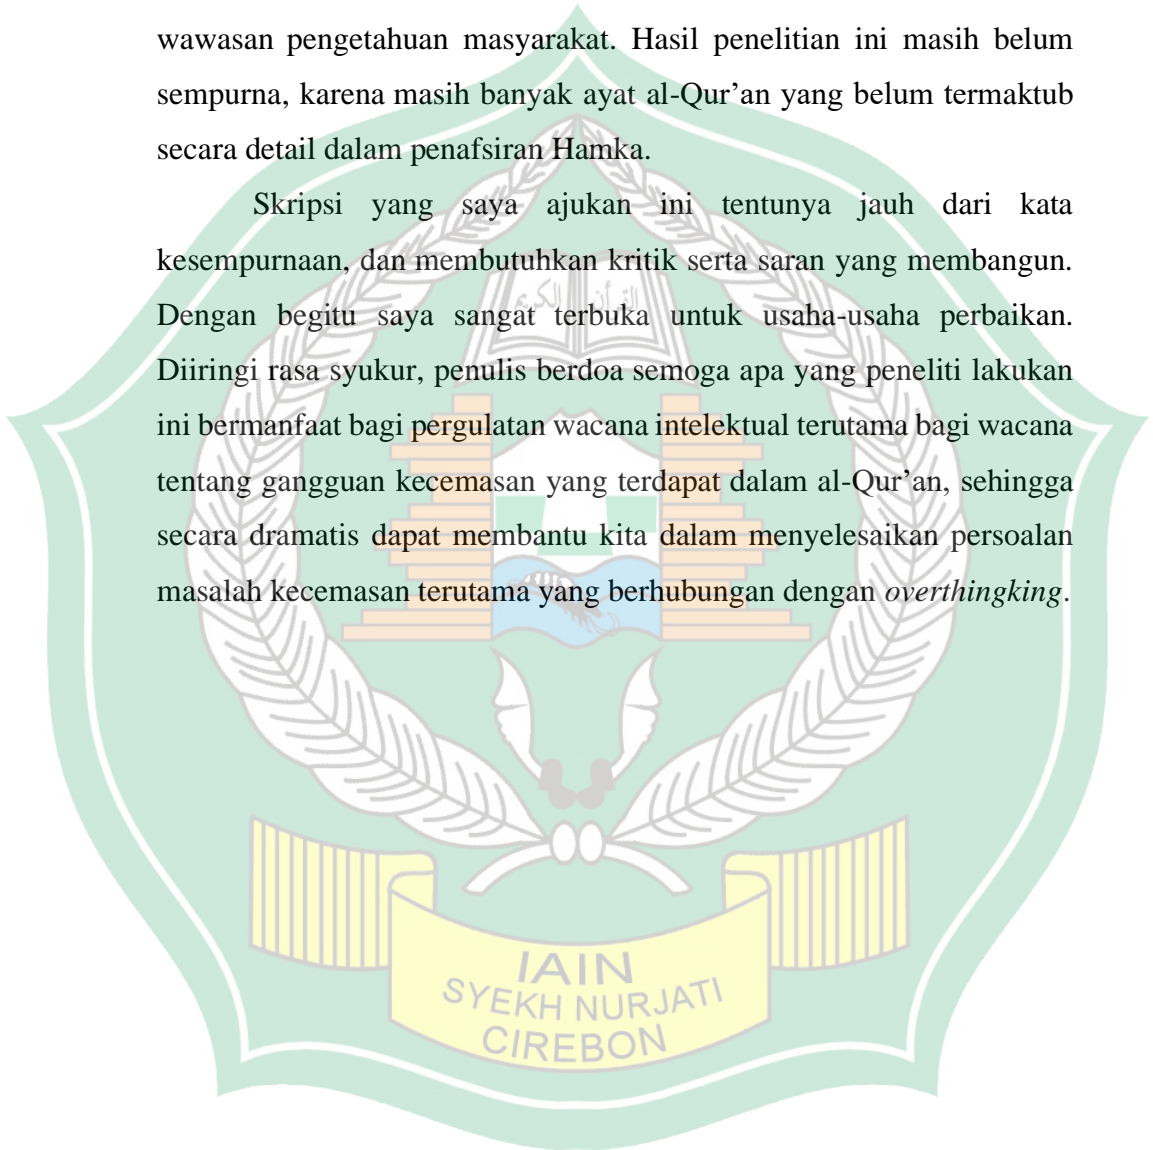 wawasan pengetahuan masyarakat. Hasil penelitian ini masih belum
sempurna, karena masih banyak ayat al-Qur’an yang belum termaktub
secara detail dalam penafsiran Hamka.
Skripsi yang saya ajukan ini tentunya jauh dari kata
kesempurnaan, dan membutuhkan kritik serta saran yang membangun.
Dengan begitu saya sangat terbuka untuk usaha-usaha perbaikan.
Diiringi rasa syukur, penulis berdoa semoga apa yang peneliti lakukan
ini bermanfaat bagi pergulatan wacana intelektual terutama bagi wacana
tentang gangguan kecemasan yang terdapat dalam al-Qur’an, sehingga
secara dramatis dapat membantu kita dalam menyelesaikan persoalan
masalah kecemasan terutama yang berhubungan dengan overthingking.
القرآن الكريم
IAIN
SYEKH NURJATI
CIREBON